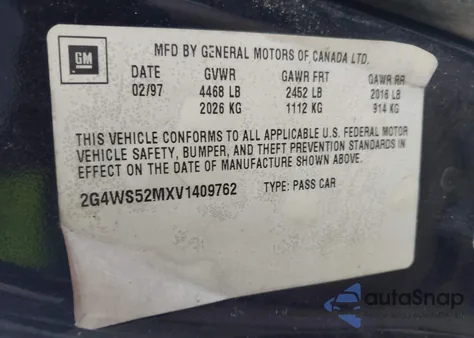 GM
MFD BY GENERAL MOTORS OF CANADA LTD.
DATE GVWR GAWR FRT GAWR RR
02/97 4468 LB 2452 LB 2016 LB
2026 KG 1112 KG 914 KG
THIS VEHICLE CONFORMS TO ALL APPLICABLE U.S. FEDERAL MOTOR
VEHICLE SAFETY, BUMPER, AND THEFT PREVENTION STANDARDS IN
EFFECT ON THE DATE OF MANUFACTURE SHOWN ABOVE.
2G4WS52MXV1409762 TYPE: PASS CAR
autoSnap